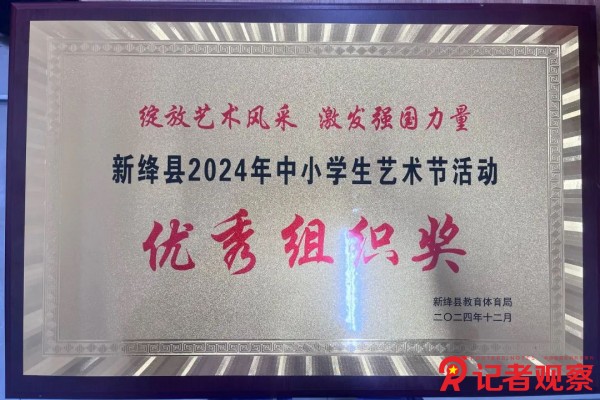 绽放艺术风采 激发强国力量
新绛县2024年中小学生艺术节活动
优秀组织奖
新绛县教育体育局
二〇二四年十二月
记者观察